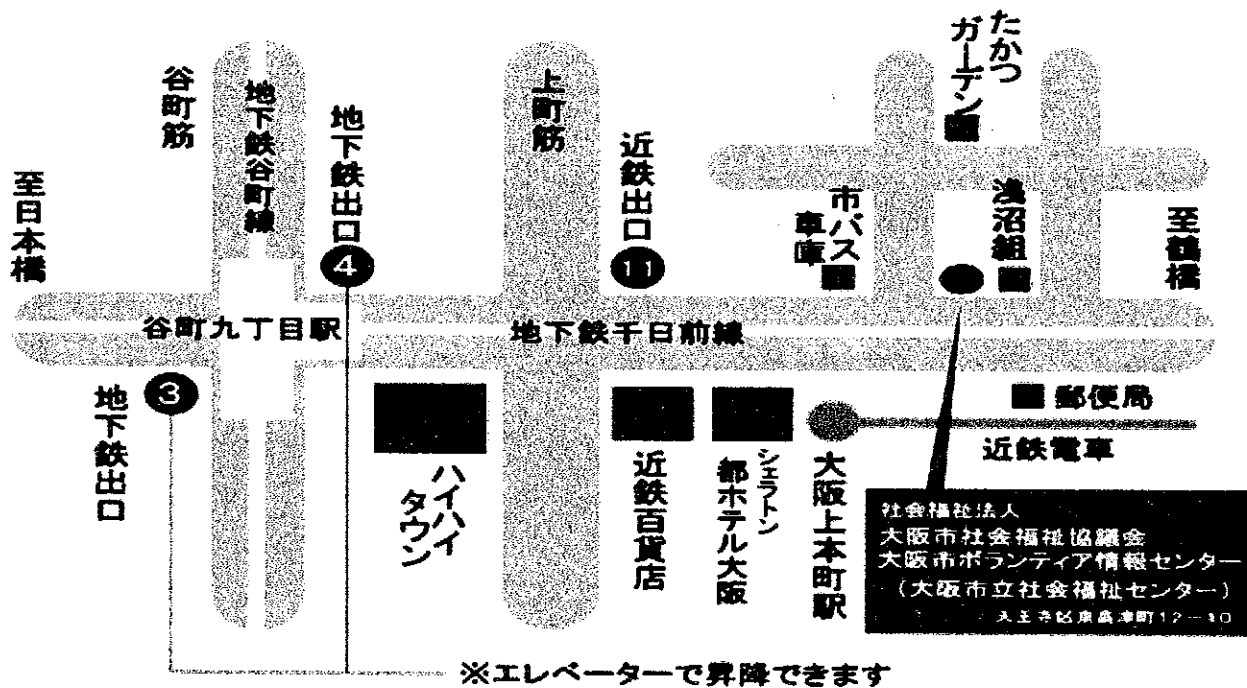 たかつ
ガーデン
谷町筋
地下鉄谷町線
地下鉄出口
4
上町筋
近鉄出口
11
市バス
車庫
浅沼組
至鶴橋
至日本橋
谷町九丁目駅
地下鉄千日前線
3
地下鉄出口
ハイハイ
タウン
近鉄百貨店
シェラトン
都ホテル大阪
大阪上本町駅
郵便局
近鉄電車
社会福祉法人
大阪市社会福祉協議会
大阪市ボランティア情報センター
(大阪市立社会福祉センター)
天王寺区東高津町12-10
※エレベーターで昇降できます